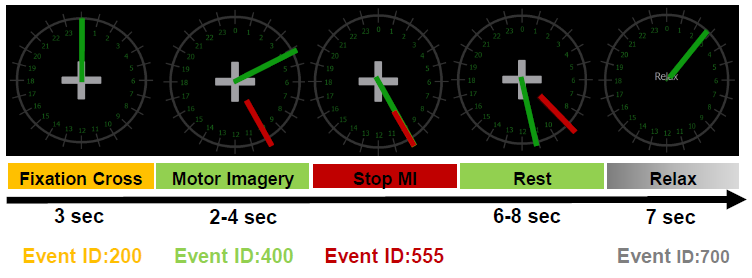 Relax
Fixation Cross Motor Imagery Stop MI Rest Relax
3 sec 2-4 sec 6-8 sec 7 sec
Event ID:200 Event ID:400 Event ID:555 Event ID:700